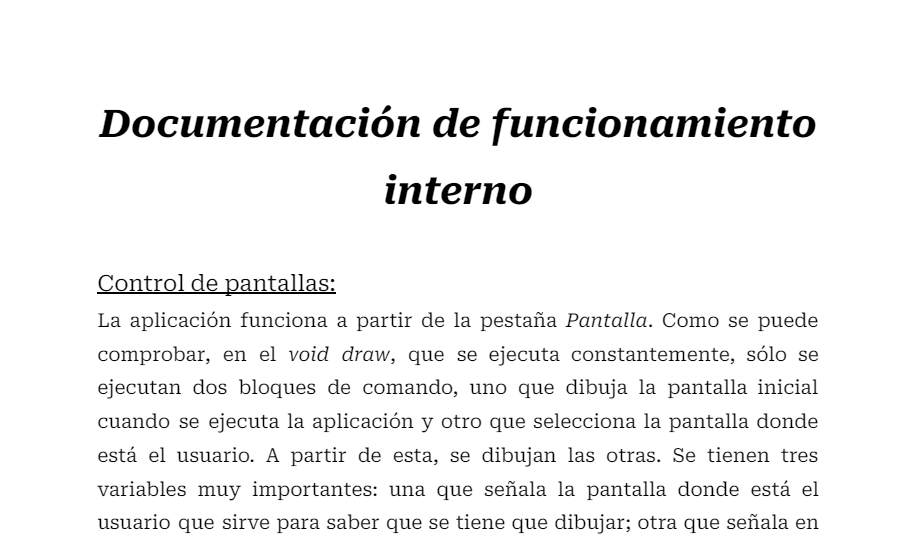 Documentación de funcionamiento
interno
Control de pantallas:
La aplicación funciona a partir de la pestaña Pantalla. Como se puede
comprobar, en el void draw, que se ejecuta constantemente, sólo se
ejecutan dos bloques de comando, uno que dibuja la pantalla inicial
cuando se ejecuta la aplicación y otro que selecciona la pantalla donde
está el usuario. A partir de esta, se dibujan las otras. Se tienen tres
variables muy importantes: una que señala la pantalla donde está el
usuario que sirve para saber que se tiene que dibujar; otra que señala en